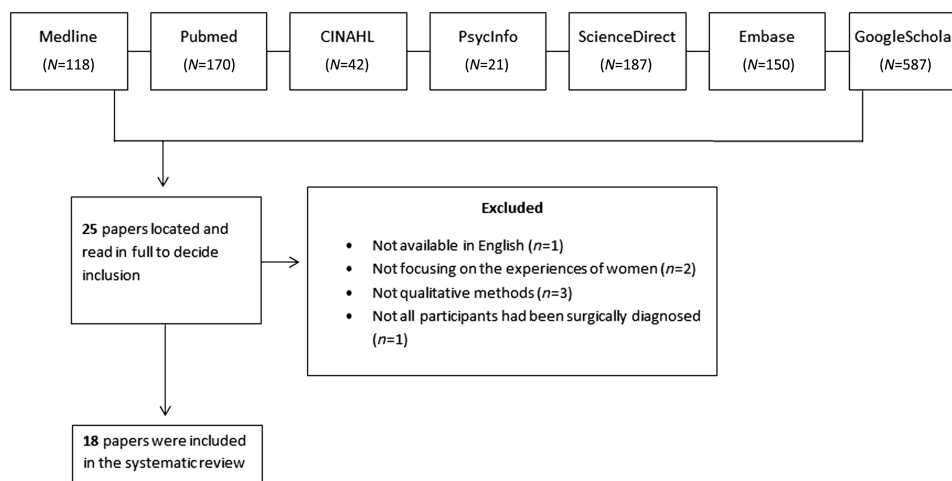 Medline
(N=118)
Pubmed
(N=170)
CINAHL
(N=42)
PsycInfo
(N=21)
ScienceDirect
(N=187)
Embase
(N=150)
GoogleSchola
(N=587)
25 papers located and
read in full to decide
inclusion
Excluded
• Not available in English (n=1)
• Not focusing on the experiences of women (n=2)
• Not qualitative methods (n=3)
• Not all participants had been surgically diagnosed
(n=1)
18 papers were included
in the systematic review